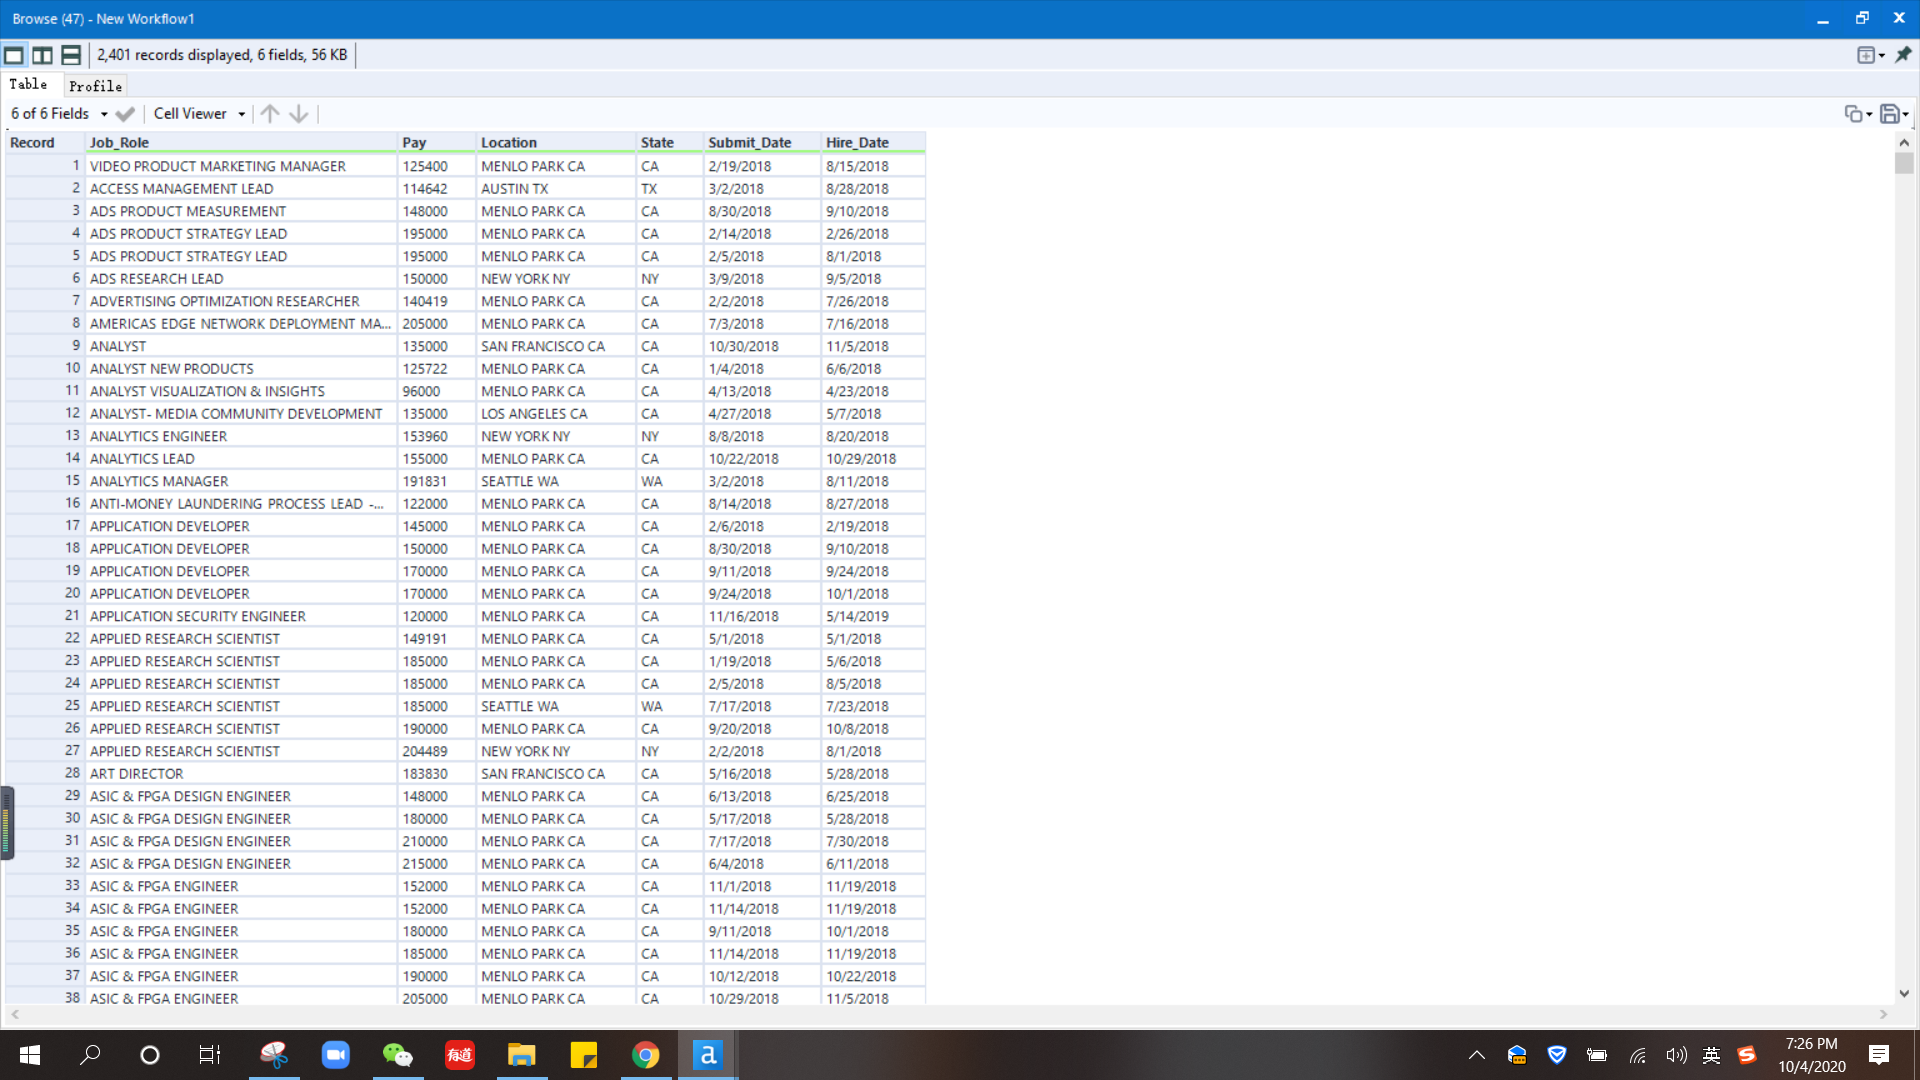 Browse (47) - New Workflow1
2,401 records displayed, 6 fields, 56 KB
Table Profile
6 of 6 Fields Cell Viewer
Record Job_Role Pay Location State Submit_Date Hire_Date
1 VIDEO PRODUCT MARKETING MANAGER 125400 MENLO PARK CA CA 2/19/2018 8/15/2018
2 ACCESS MANAGEMENT LEAD 114642 AUSTIN TX TX 3/2/2018 8/28/2018
3 ADS PRODUCT MEASUREMENT 148000 MENLO PARK CA CA 8/30/2018 9/10/2018
4 ADS PRODUCT STRATEGY LEAD 195000 MENLO PARK CA CA 2/14/2018 2/26/2018
5 ADS PRODUCT STRATEGY LEAD 195000 MENLO PARK CA CA 2/5/2018 8/1/2018
6 ADS RESEARCH LEAD 150000 NEW YORK NY NY 3/9/2018 9/5/2018
7 ADVERTISING OPTIMIZATION RESEARCHER 140419 MENLO PARK CA CA 2/2/2018 7/26/2018
8 AMERICAS EDGE NETWORK DEPLOYMENT MA... 205000 MENLO PARK CA CA 7/3/2018 7/16/2018
9 ANALYST 135000 SAN FRANCISCO CA CA 10/30/2018 11/5/2018
10 ANALYST NEW PRODUCTS 125722 MENLO PARK CA CA 1/4/2018 6/6/2018
11 ANALYST VISUALIZATION & INSIGHTS 96000 MENLO PARK CA CA 4/13/2018 4/23/2018
12 ANALYST- MEDIA COMMUNITY DEVELOPMENT 135000 LOS ANGELES CA CA 4/27/2018 5/7/2018
13 ANALYTICS ENGINEER 153960 NEW YORK NY NY 8/8/2018 8/20/2018
14 ANALYTICS LEAD 155000 MENLO PARK CA CA 10/22/2018 10/29/2018
15 ANALYTICS MANAGER 191831 SEATTLE WA WA 3/2/2018 8/11/2018
16 ANTI-MONEY LAUNDERING PROCESS LEAD -... 122000 MENLO PARK CA CA 8/14/2018 8/27/2018
17 APPLICATION DEVELOPER 145000 MENLO PARK CA CA 2/6/2018 2/19/2018
18 APPLICATION DEVELOPER 150000 MENLO PARK CA CA 8/30/2018 9/10/2018
19 APPLICATION DEVELOPER 170000 MENLO PARK CA CA 9/11/2018 9/24/2018
20 APPLICATION DEVELOPER 170000 MENLO PARK CA CA 9/24/2018 10/1/2018
21 APPLICATION SECURITY ENGINEER 120000 MENLO PARK CA CA 11/16/2018 5/14/2019
22 APPLIED RESEARCH SCIENTIST 149191 MENLO PARK CA CA 5/1/2018 5/1/2018
23 APPLIED RESEARCH SCIENTIST 185000 MENLO PARK CA CA 1/19/2018 5/6/2018
24 APPLIED RESEARCH SCIENTIST 185000 MENLO PARK CA CA 2/5/2018 8/5/2018
25 APPLIED RESEARCH SCIENTIST 185000 SEATTLE WA WA 7/17/2018 7/23/2018
26 APPLIED RESEARCH SCIENTIST 190000 MENLO PARK CA CA 9/20/2018 10/8/2018
27 APPLIED RESEARCH SCIENTIST 204489 NEW YORK NY NY 2/2/2018 8/1/2018
28 ART DIRECTOR 183830 SAN FRANCISCO CA CA 5/16/2018 5/28/2018
29 ASIC & FPGA DESIGN ENGINEER 148000 MENLO PARK CA CA 6/13/2018 6/25/2018
30 ASIC & FPGA DESIGN ENGINEER 180000 MENLO PARK CA CA 5/17/2018 5/28/2018
31 ASIC & FPGA DESIGN ENGINEER 210000 MENLO PARK CA CA 7/17/2018 7/30/2018
32 ASIC & FPGA DESIGN ENGINEER 215000 MENLO PARK CA CA 6/4/2018 6/11/2018
33 ASIC & FPGA ENGINEER 152000 MENLO PARK CA CA 11/1/2018 11/19/2018
34 ASIC & FPGA ENGINEER 152000 MENLO PARK CA CA 11/14/2018 11/19/2018
35 ASIC & FPGA ENGINEER 180000 MENLO PARK CA CA 9/11/2018 10/1/2018
36 ASIC & FPGA ENGINEER 185000 MENLO PARK CA CA 11/14/2018 11/19/2018
37 ASIC & FPGA ENGINEER 190000 MENLO PARK CA CA 10/12/2018 10/22/2018
38 ASIC & FPGA ENGINEER 205000 MENLO PARK CA CA 10/29/2018 11/5/2018
有道 a 英 S 7:26 PM
10/4/2020